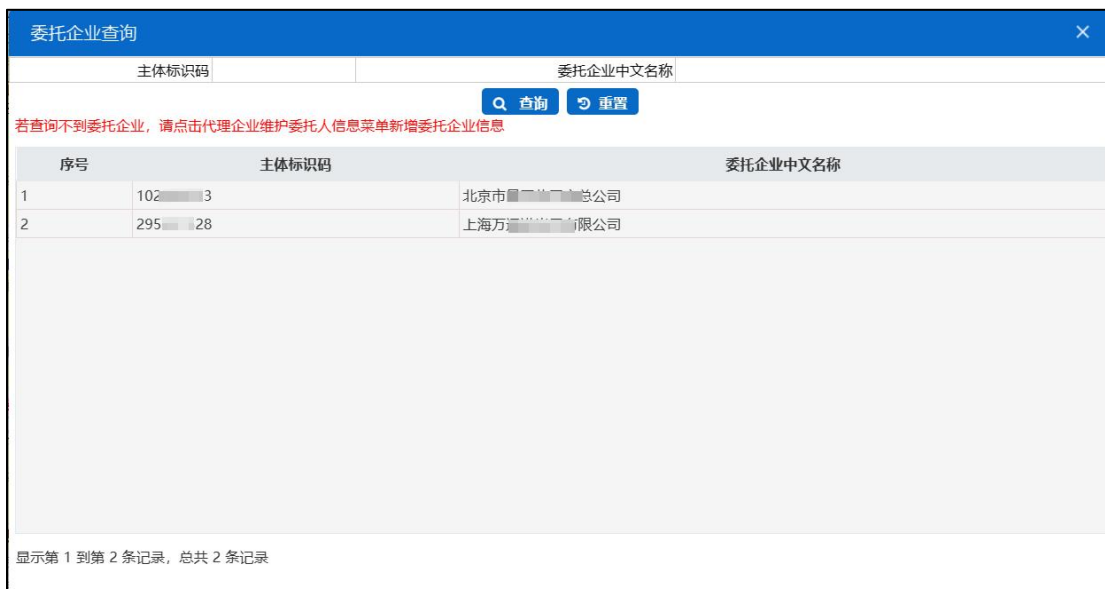 委托企业查询
主体标识码 委托企业中文名称
查询 重置
若查询不到委托企业，请点击代理企业维护委托人信息菜单新增委托企业信息
序号 主体标识码 委托企业中文名称
1 102 3 北京市 总公司
2 295 28 上海万 有限公司
显示第 1 到第 2 条记录，总共 2 条记录